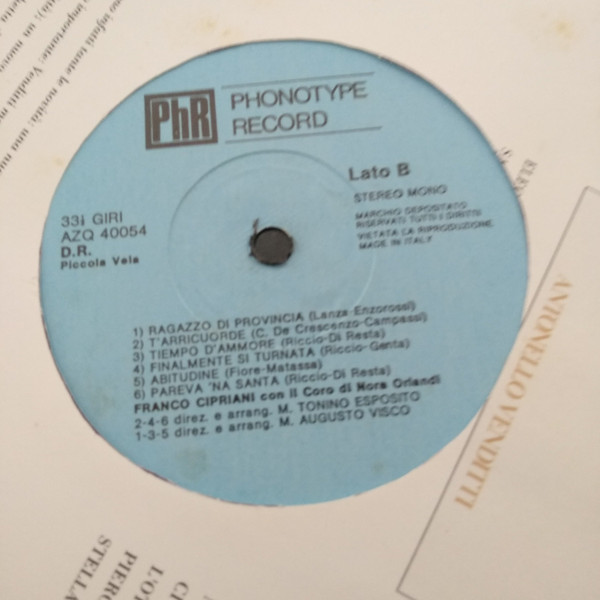 PhR
PHONOTYPE
RECORD
Lato B
STEREO MONO
MARCHIO DEPOSITATO
RISERVATI TUTTI I DIRITTI
VIETATA LA RIPRODUZIONE
MADE IN ITALY
33⅓ GIRI
AZQ 40054
D.R.
Piccola Vela
1) RAGAZZO DI PROVINCIA (Lanza-Enzorossi)
2) T'ARRICUORDE (C. De Crescenzo-Campassi)
3) TIEMPO D'AMMORE (Riccio-Di Resta)
4) FINALMENTE SI TURNATA (Riccio-Genta)
5) ABITUDINE (Fiore-Matassa)
6) PAREVA 'NA SANTA (Riccio-Di Resta)
FRANCO CIPRIANI con il Coro di Nora Orlandi
2-4-6 direz. e arrang. M. TONINO ESPOSITO
1-3-5 direz. e arrang. M. AUGUSTO VISCO
ANTONELLO VENDITTI
PIERO
STELLA